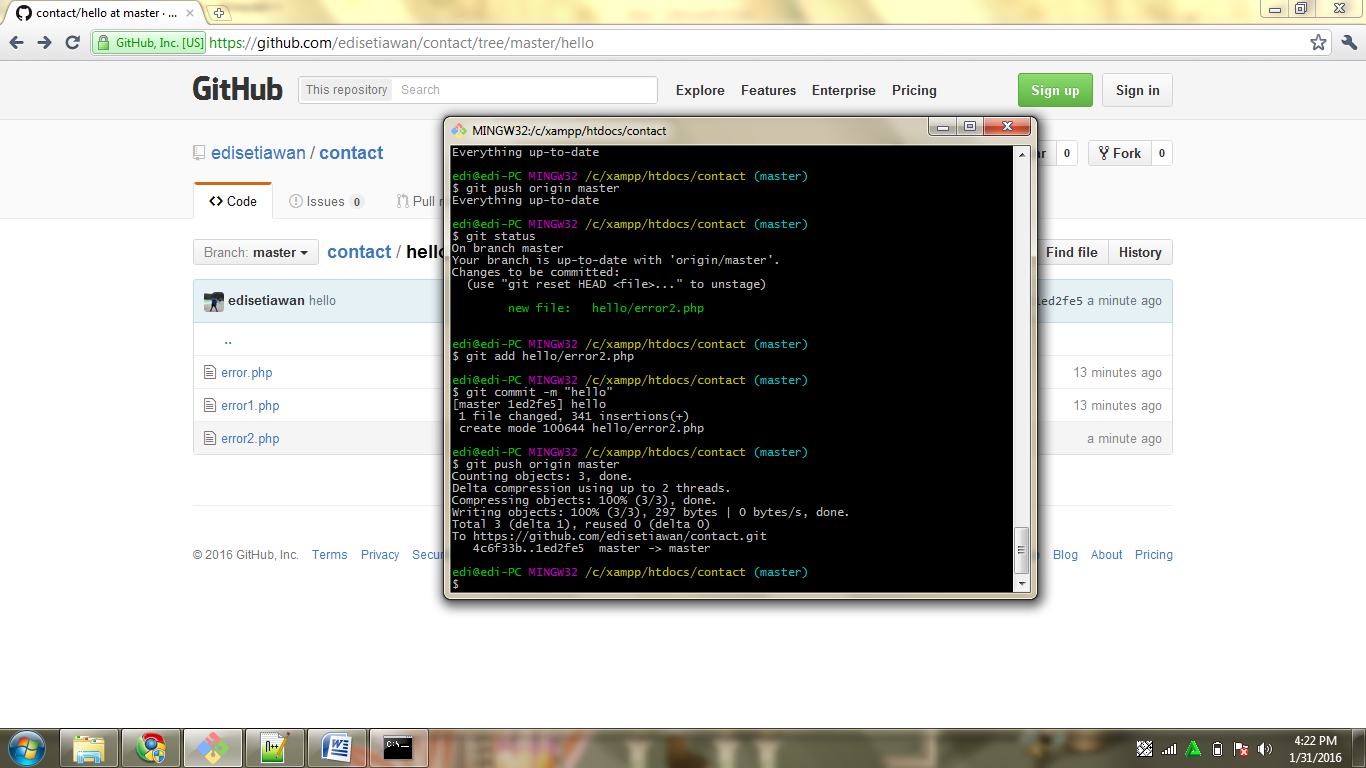 contact/hello at master · ...
GitHub, Inc. [US] https://github.com/edisetiawan/contact/tree/master/hello
GitHub
This repository
Search
Explore
Features
Enterprise
Pricing
Sign up
Sign in
edisetiawan / contact
0
Fork
0
Code
Issues 0
Pull
Branch: master
contact /
Find file
History
edisetiawan hello
1ed2fe5 a minute ago
..
error.php
13 minutes ago
error1.php
13 minutes ago
error2.php
a minute ago
© 2016 GitHub, Inc.
Terms
Privacy
Blog
About
Pricing
MINGW32:/c/xampp/htdocs/contact
Everything up-to-date
edi@edi-PC MINGW32 /c/xampp/htdocs/contact (master)
$ git push origin master
Everything up-to-date
edi@edi-PC MINGW32 /c/xampp/htdocs/contact (master)
$ git status
On branch master
Your branch is up-to-date with 'origin/master'.
Changes to be committed:
(use "git reset HEAD <file>..." to unstage)
new file: hello/error2.php
edi@edi-PC MINGW32 /c/xampp/htdocs/contact (master)
$ git add hello/error2.php
edi@edi-PC MINGW32 /c/xampp/htdocs/contact (master)
$ git commit -m "hello"
[master 1ed2fe5] hello
1 file changed, 341 insertions(+)
create mode 100644 hello/error2.php
edi@edi-PC MINGW32 /c/xampp/htdocs/contact (master)
$ git push origin master
Counting objects: 3, done.
Delta compression using up to 2 threads.
Compressing objects: 100% (3/3), done.
Writing objects: 100% (3/3), 297 bytes | 0 bytes/s, done.
Total 3 (delta 1), reused 0 (delta 0)
To https://github.com/edisetiawan/contact.git
4c6f33b..1ed2fe5 master -> master
edi@edi-PC MINGW32 /c/xampp/htdocs/contact (master)
$
4:22 PM
1/31/2016